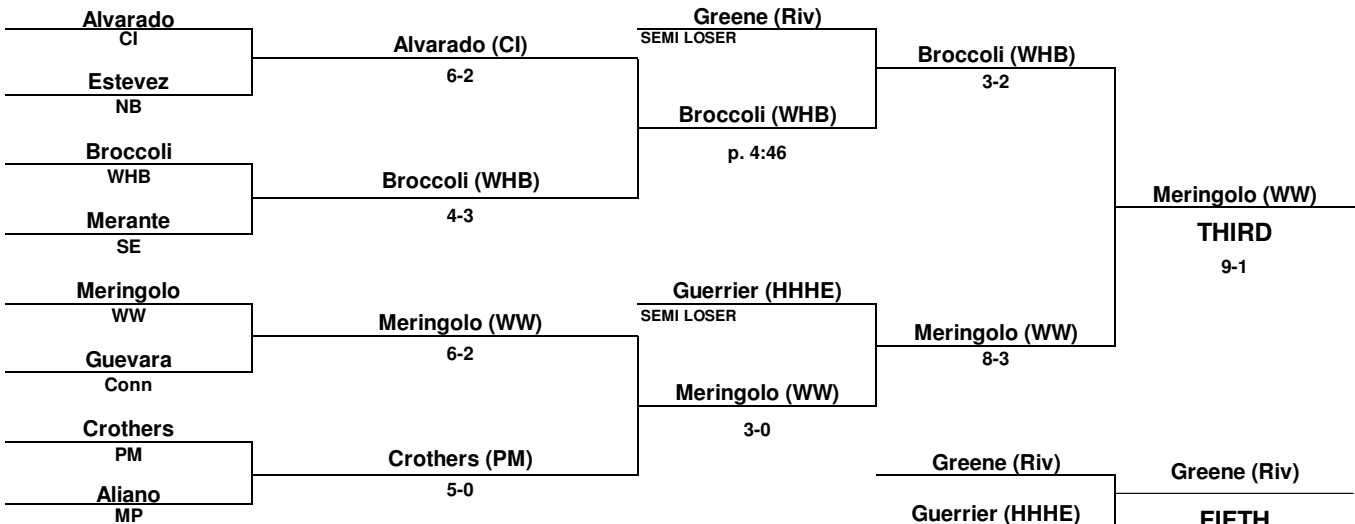 Alvarado
CI
Estevez
NB
Broccoli
WHB
Merante
SE
Meringolo
WW
Guevara
Conn
Crothers
PM
Aliano
MP
Alvarado (CI)
6-2
Broccoli (WHB)
4-3
Meringolo (WW)
6-2
Crothers (PM)
5-0
Greene (Riv)
SEMI LOSER
Broccoli (WHB)
p. 4:46
Guerrier (HHHE)
SEMI LOSER
Meringolo (WW)
3-0
Broccoli (WHB)
3-2
Meringolo (WW)
8-3
Greene (Riv)
Guerrier (HHHE)
Meringolo (WW)
THIRD
9-1
Greene (Riv)
FIFTH